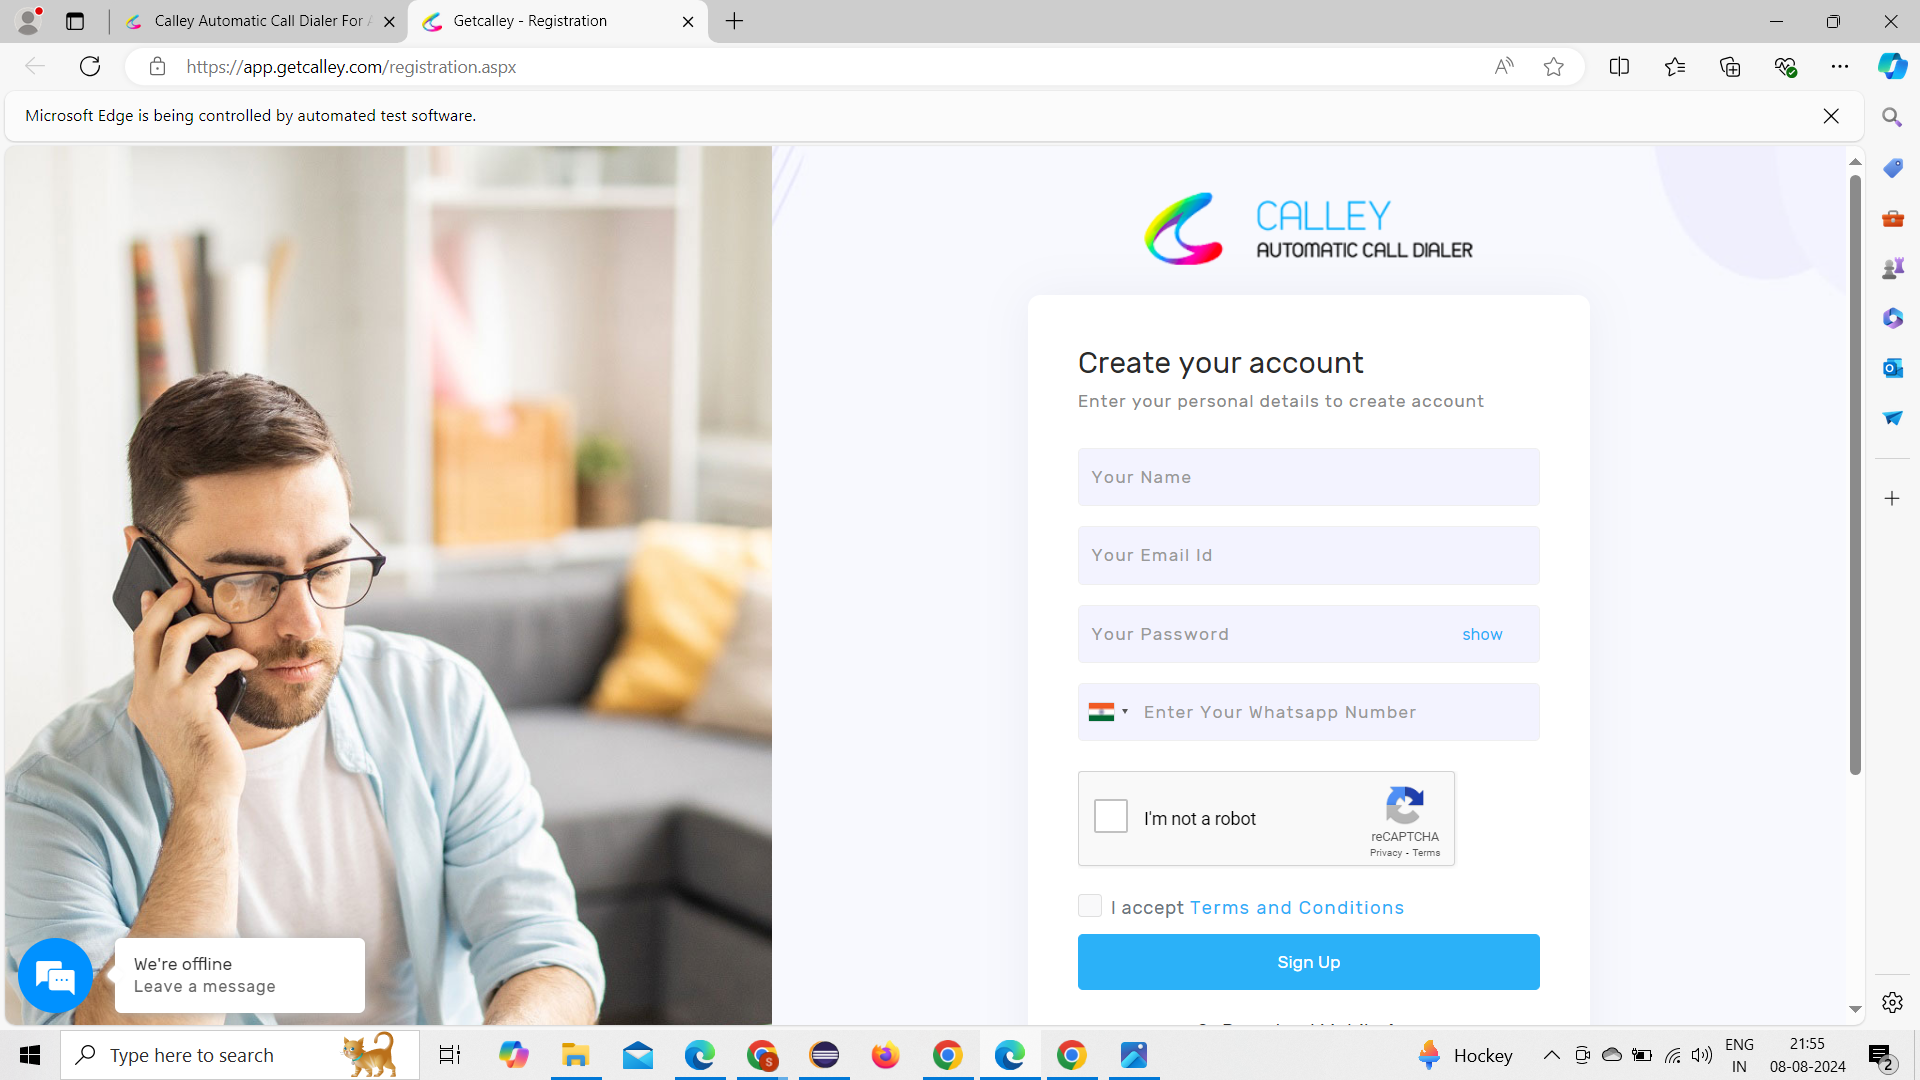 Calley Automatic Call Dialer For
Getcalley - Registration
https://app.getcalley.com/registration.aspx
Microsoft Edge is being controlled by automated test software.
CALLEY
AUTOMATIC CALL DIALER
Create your account
Enter your personal details to create account
Your Name
Your Email Id
Your Password
show
Enter Your Whatsapp Number
I'm not a robot
reCAPTCHA
Privacy - Terms
I accept Terms and Conditions
Sign Up
We're offline
Leave a message
Type here to search
S
Hockey
ENG
IN
21:55
08-08-2024
2